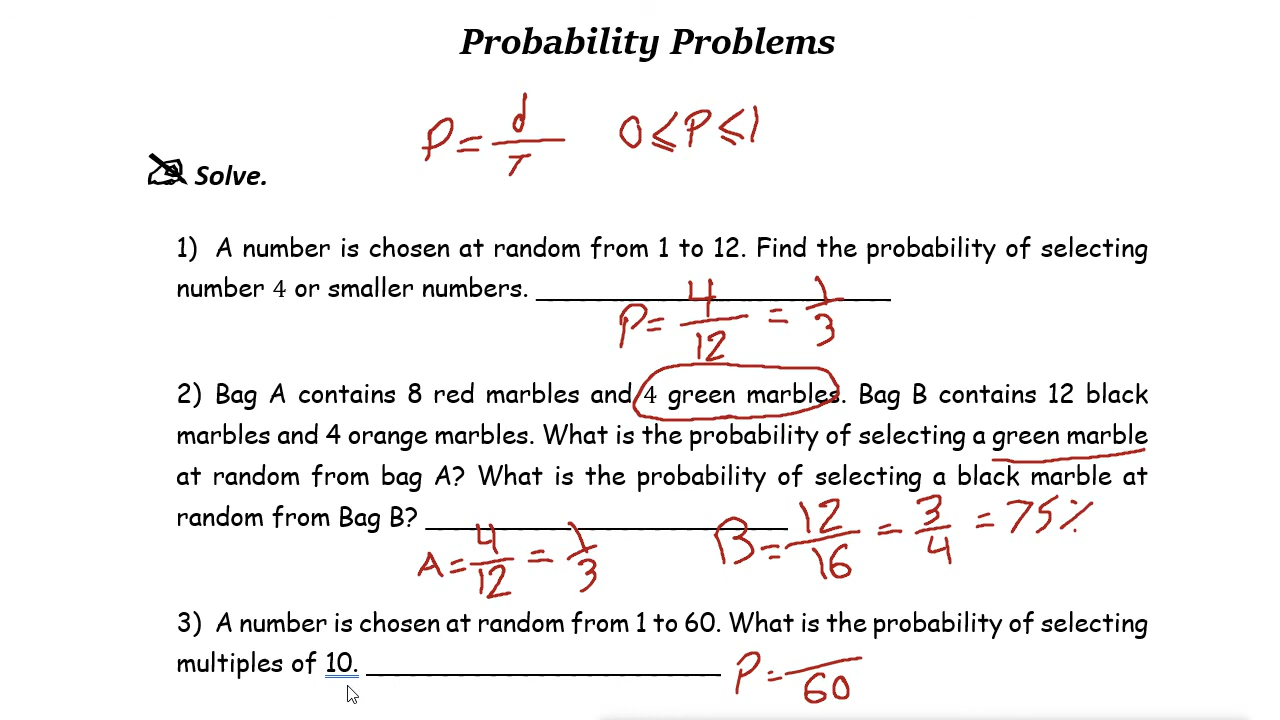 Probability Problems
P = d/T 0 ≤ P ≤ 1
Solve.
1) A number is chosen at random from 1 to 12. Find the probability of selecting
number 4 or smaller numbers. ____________________
P = 4/12 = 1/3
2) Bag A contains 8 red marbles and 4 green marbles. Bag B contains 12 black
marbles and 4 orange marbles. What is the probability of selecting a green marble
at random from bag A? What is the probability of selecting a black marble at
random from Bag B? ____________________
A = 4/12 = 1/3 B = 12/16 = 3/4 = 75%
3) A number is chosen at random from 1 to 60. What is the probability of selecting
multiples of 10. ____________________ P = /60